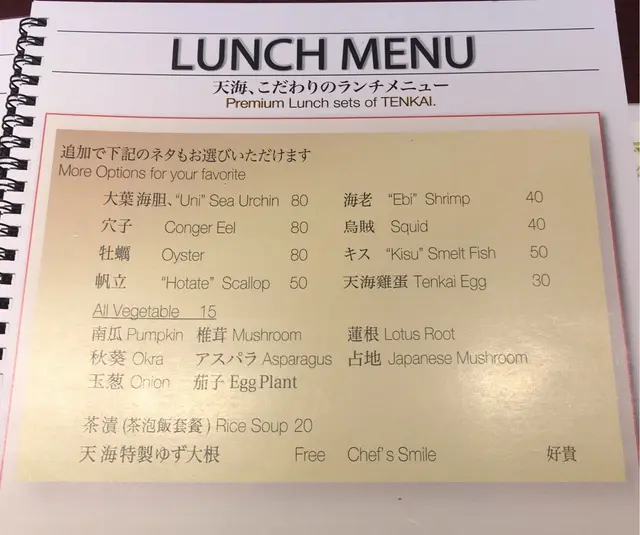 LUNCH MENU
天海、こだわりのランチメニュー
Premium Lunch sets of TENKAI.
追加で下記のネタもお選びいただけます
More Options for your favorite
大葉海胆、"Uni" Sea Urchin 80 海老 "Ebi" Shrimp 40
穴子 Conger Eel 80 烏賊 Squid 40
牡蠣 Oyster 80 キス "Kisu" Smelt Fish 50
帆立 "Hotate" Scallop 50 天海雞蛋 Tenkai Egg 30
All Vegetable 15
南瓜 Pumpkin 椎茸 Mushroom 蓮根 Lotus Root
秋葵 Okra アスパラ Asparagus 占地 Japanese Mushroom
玉葱 Onion 茄子 Egg Plant
茶漬 (茶泡飯套餐) Rice Soup 20
天海特製ゆず大根 Free Chef's Smile 好貴